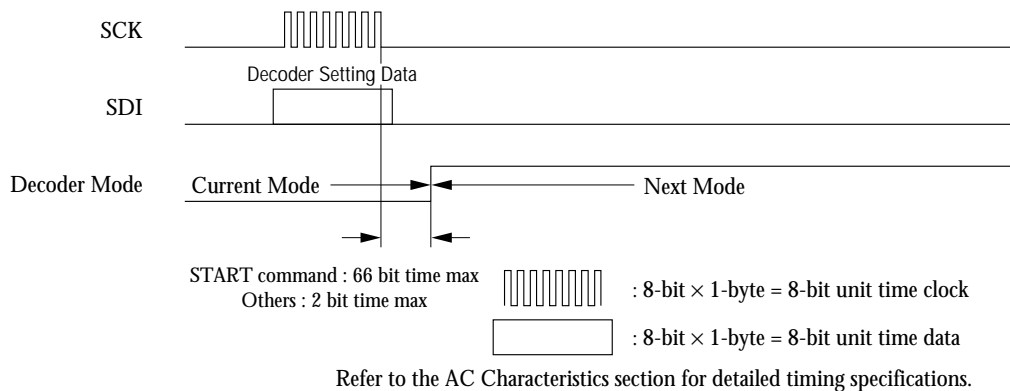 SCK
Decoder Setting Data
SDI
Decoder Mode
Current Mode
Next Mode
START command : 66 bit time max
Others : 2 bit time max
: 8-bit × 1-byte = 8-bit unit time clock
: 8-bit × 1-byte = 8-bit unit time data
Refer to the AC Characteristics section for detailed timing specifications.